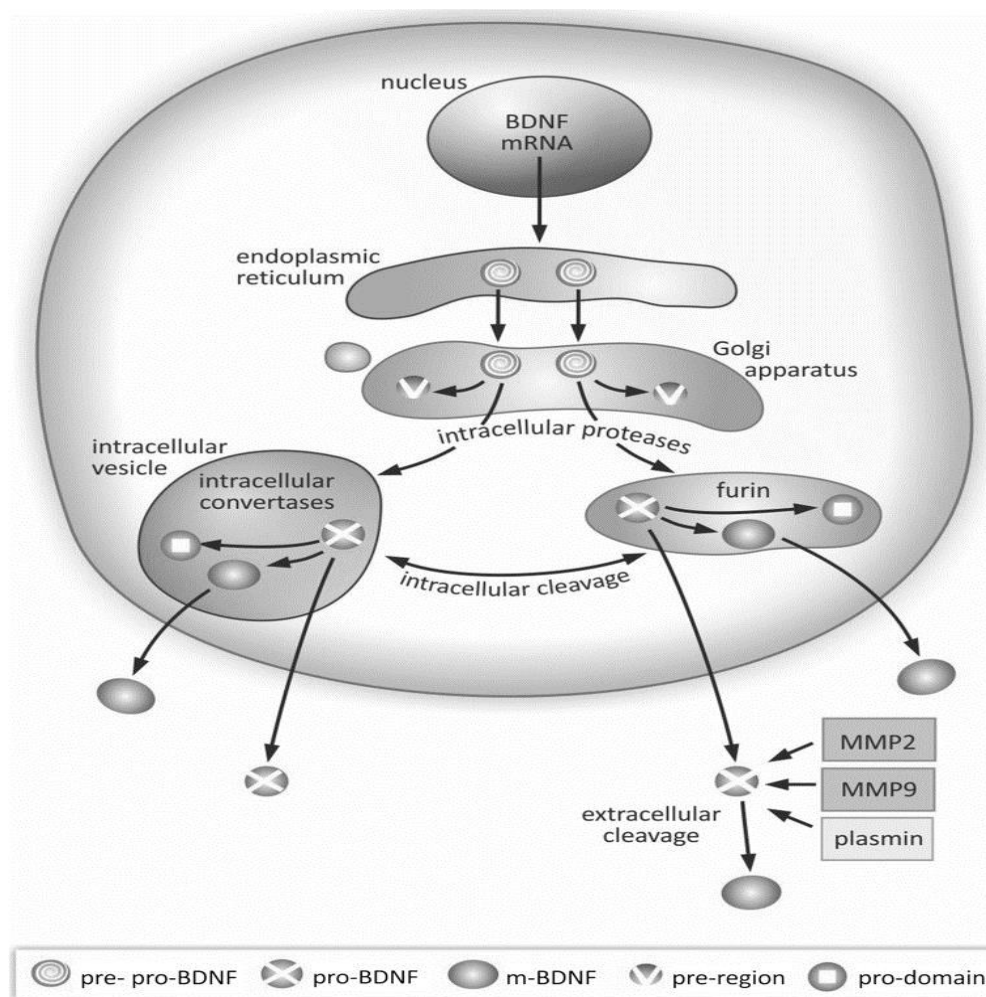 nucleus
BDNF
mRNA
endoplasmic
reticulum
Golgi
apparatus
intracellular proteases
intracellular
vesicle
intracellular
convertases
furin
intracellular cleavage
MMP2
MMP9
plasmin
extracellular
cleavage
pre- pro-BDNF pro-BDNF m-BDNF pre-region pro-domain